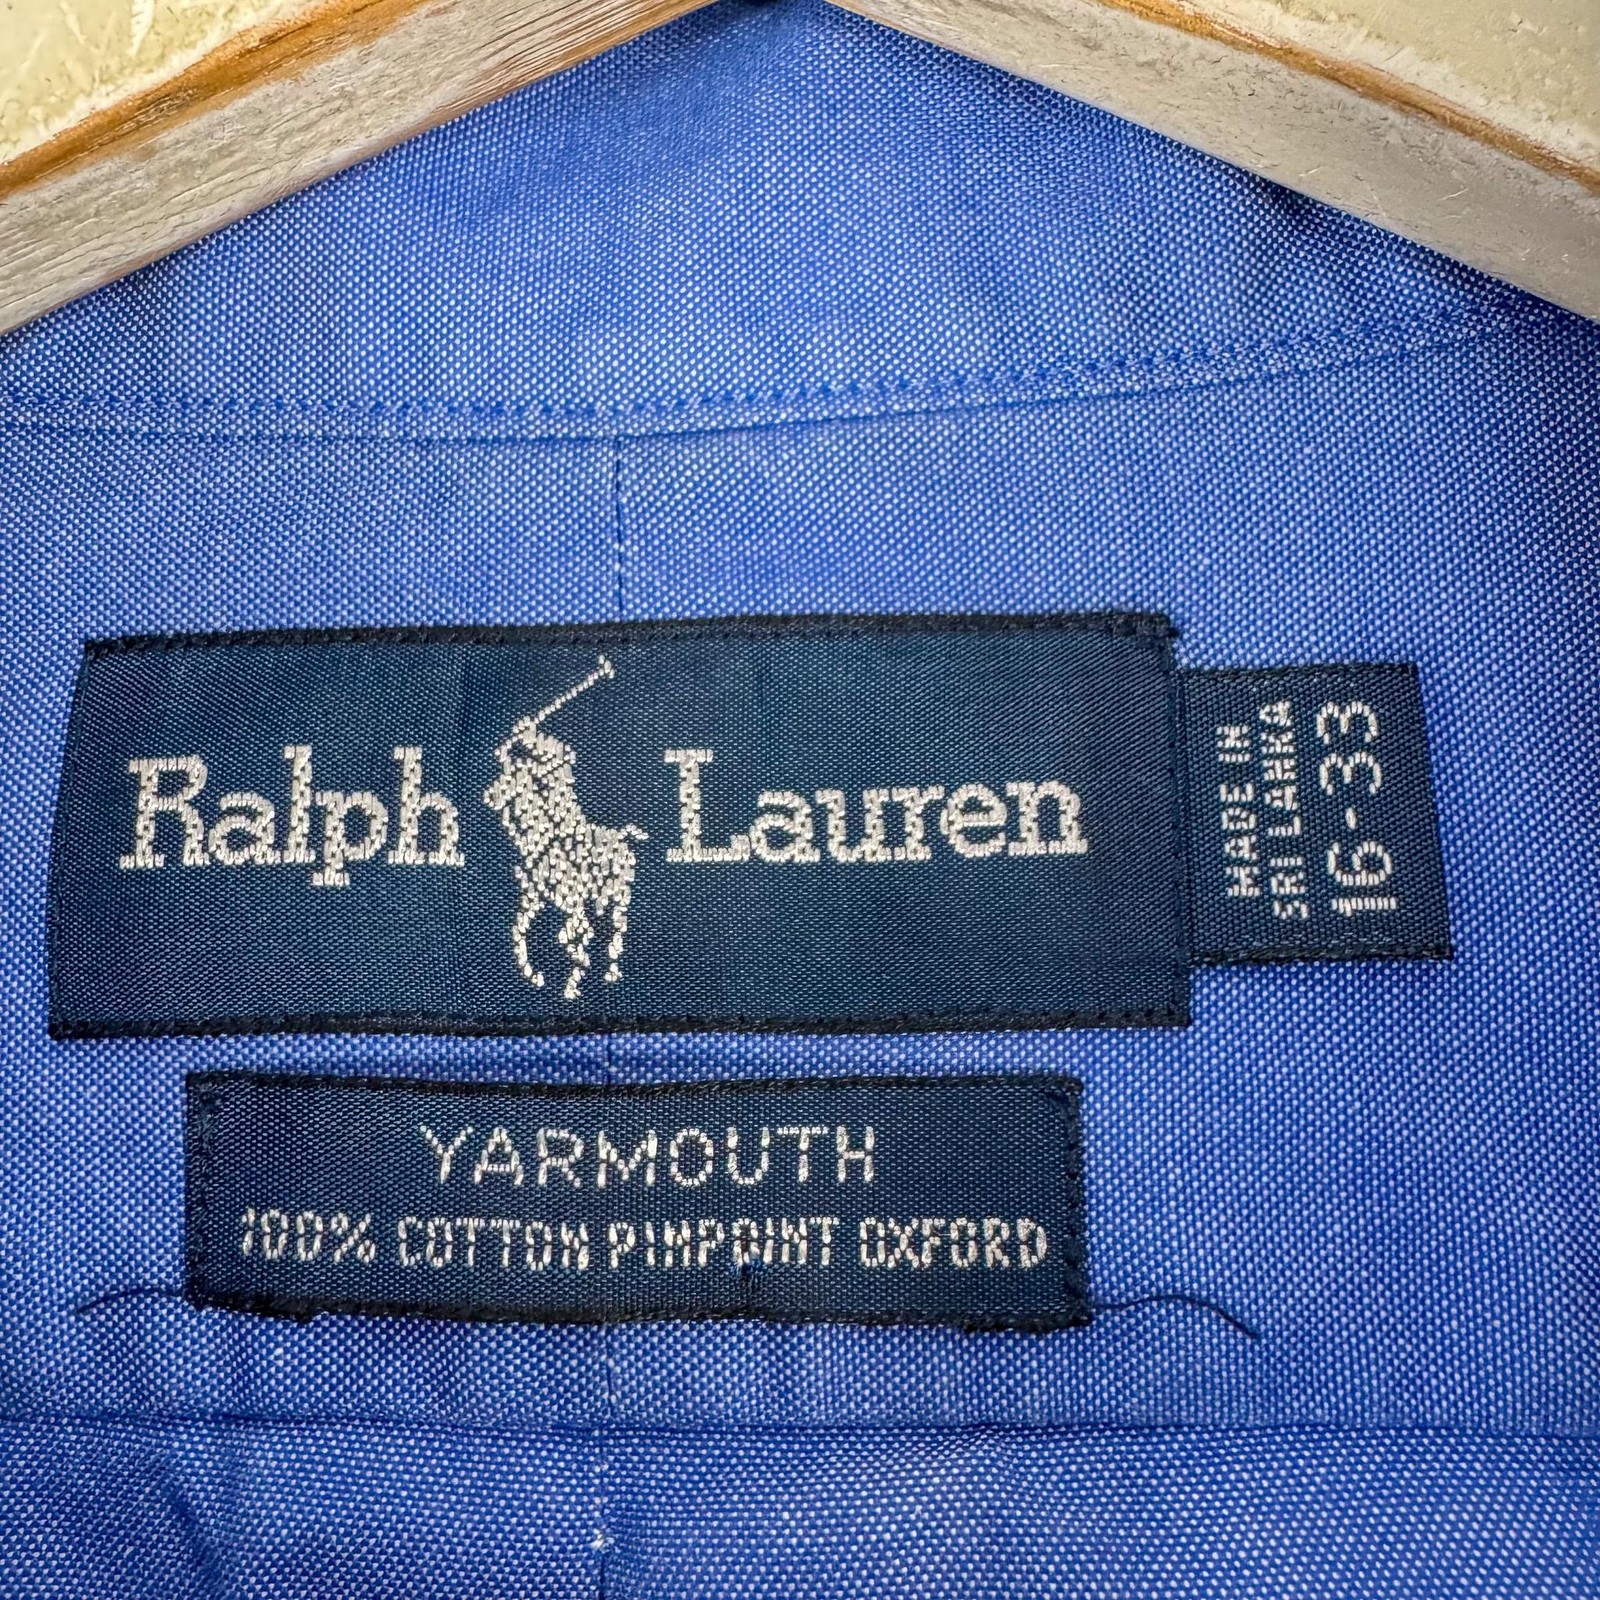 Ralph Lauren
MADE IN
SRI LANKA
16-33
YARMOUTH
100% COTTON PINPOINT OXFORD